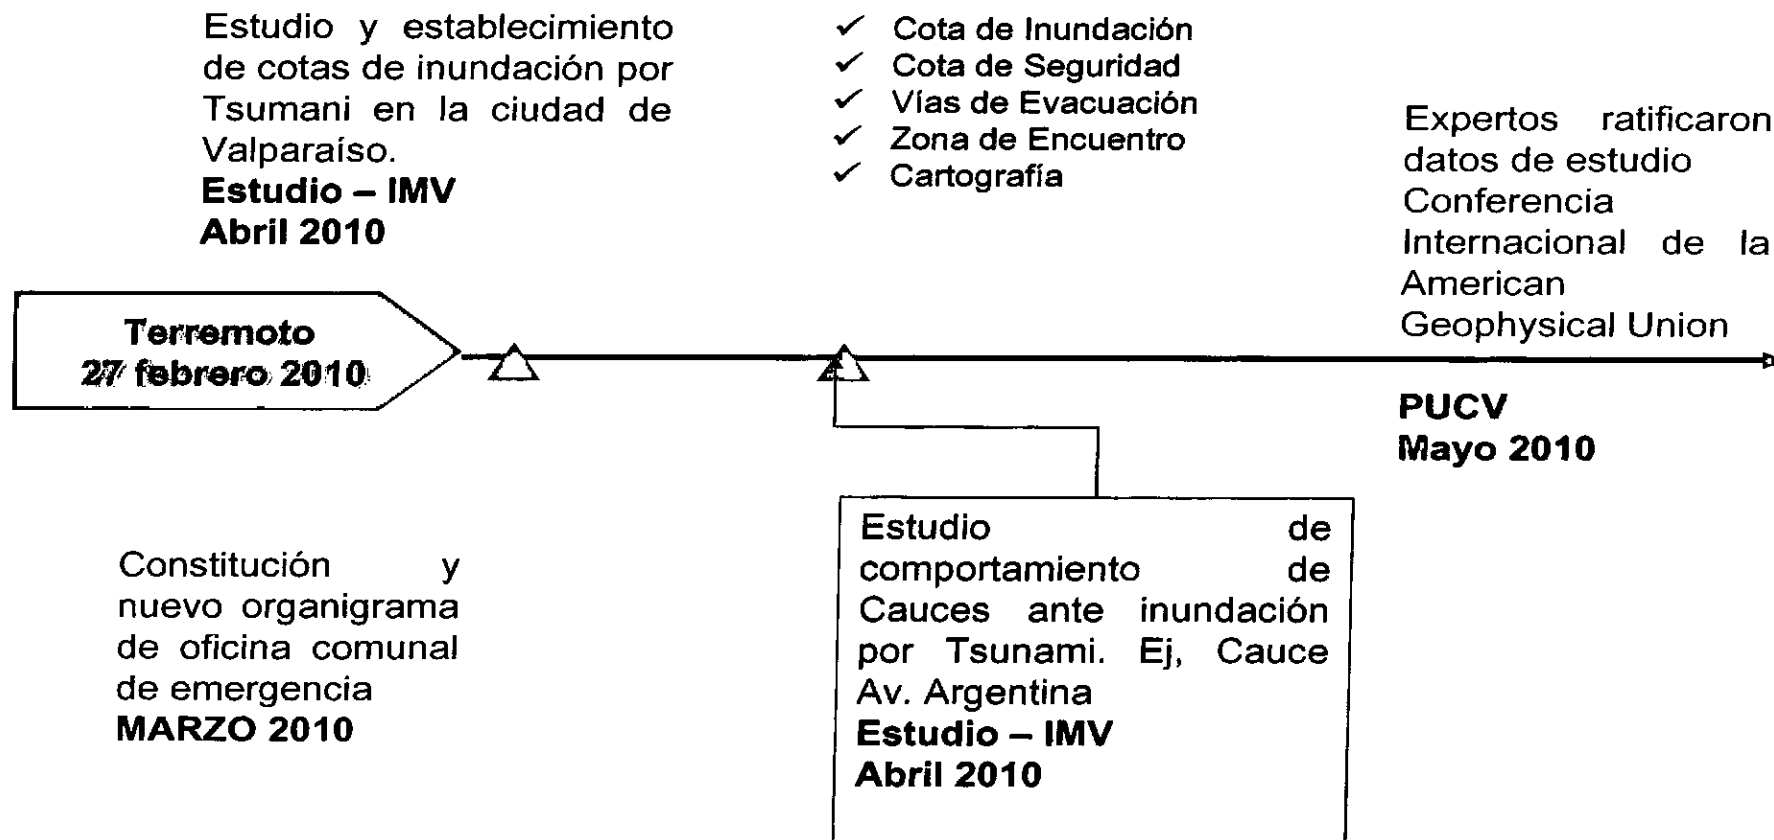 Estudio y establecimiento
de cotas de inundación por
Tsumani en la ciudad de
Valparaíso.
Estudio – IMV
Abril 2010
✓ Cota de Inundación
✓ Cota de Seguridad
✓ Vías de Evacuación
✓ Zona de Encuentro
✓ Cartografía
Expertos ratificaron
datos de estudio
Conferencia
Internacional de la
American
Geophysical Union
Terremoto
27 febrero 2010
PUCV
Mayo 2010
Constitución y
nuevo organigrama
de oficina comunal
de emergencia
MARZO 2010
Estudio de
comportamiento de
Cauces ante inundación
por Tsunami. Ej, Cauce
Av. Argentina
Estudio – IMV
Abril 2010